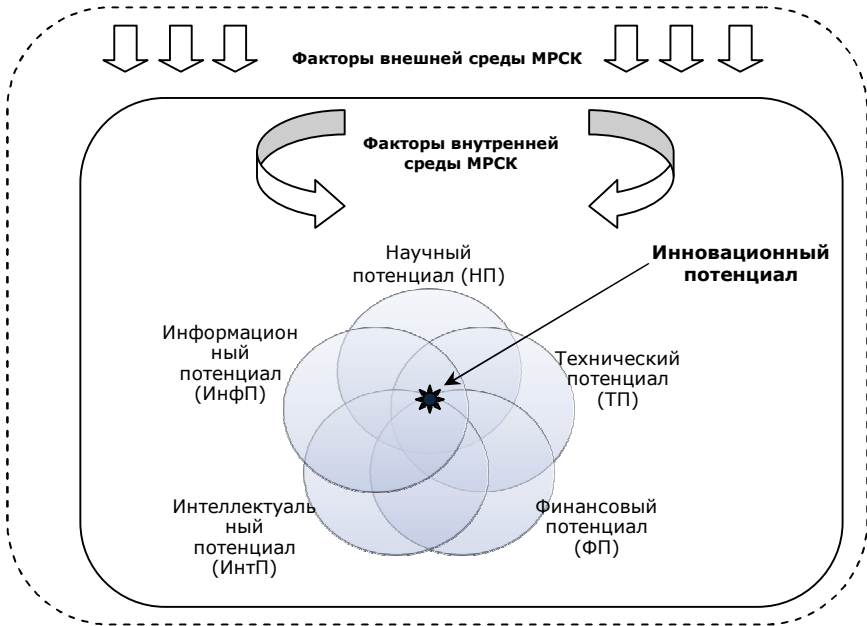 Факторы внешней среды МРСК
Факторы внутренней
среды МРСК
Научный
потенциал (НП)
Инновационный
потенциал
Информацион
ный
потенциал
(ИнфП)
Технический
потенциал
(ТП)
Интеллектуаль
ный
потенциал
(ИнтП)
Финансовый
потенциал
(ФП)